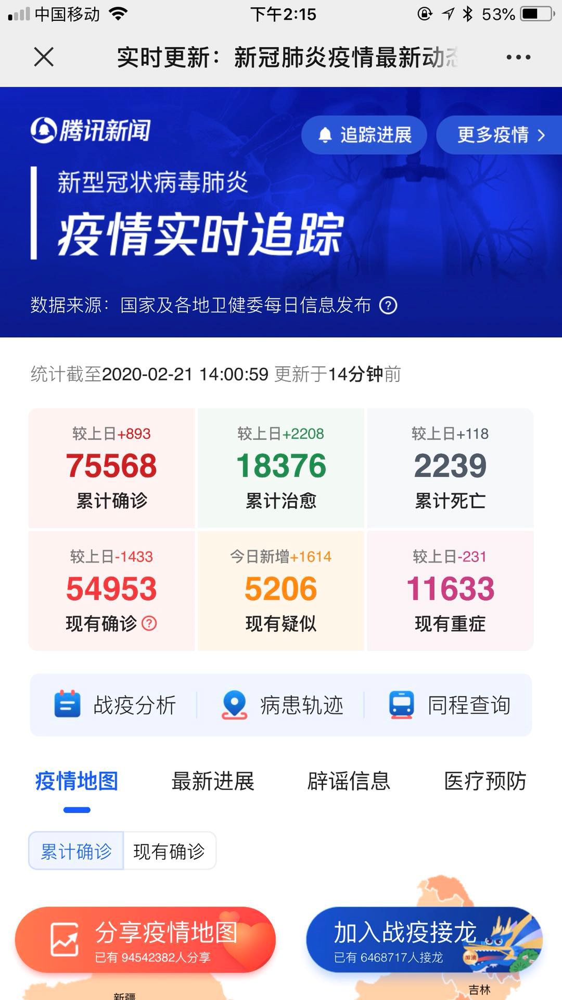 中国移动 下午2:15 53%
实时更新：新冠肺炎疫情最新动态
腾讯新闻 追踪进展 更多疫情
新型冠状病毒肺炎
疫情实时追踪
数据来源：国家及各地卫健委每日信息发布 ?
统计截至2020-02-21 14:00:59 更新于14分钟前
较上日+893 较上日+2208 较上日+118
75568 18376 2239
累计确诊 累计治愈 累计死亡
较上日-1433 今日新增+1614 较上日-231
54953 5206 11633
现有确诊 ? 现有疑似 现有重症
战疫分析 病患轨迹 同程查询
疫情地图 最新进展 辟谣信息 医疗预防
累计确诊 现有确诊
分享疫情地图 加入战疫接龙
已有 94542382人分享 已有 6468717人接龙
新疆 吉林